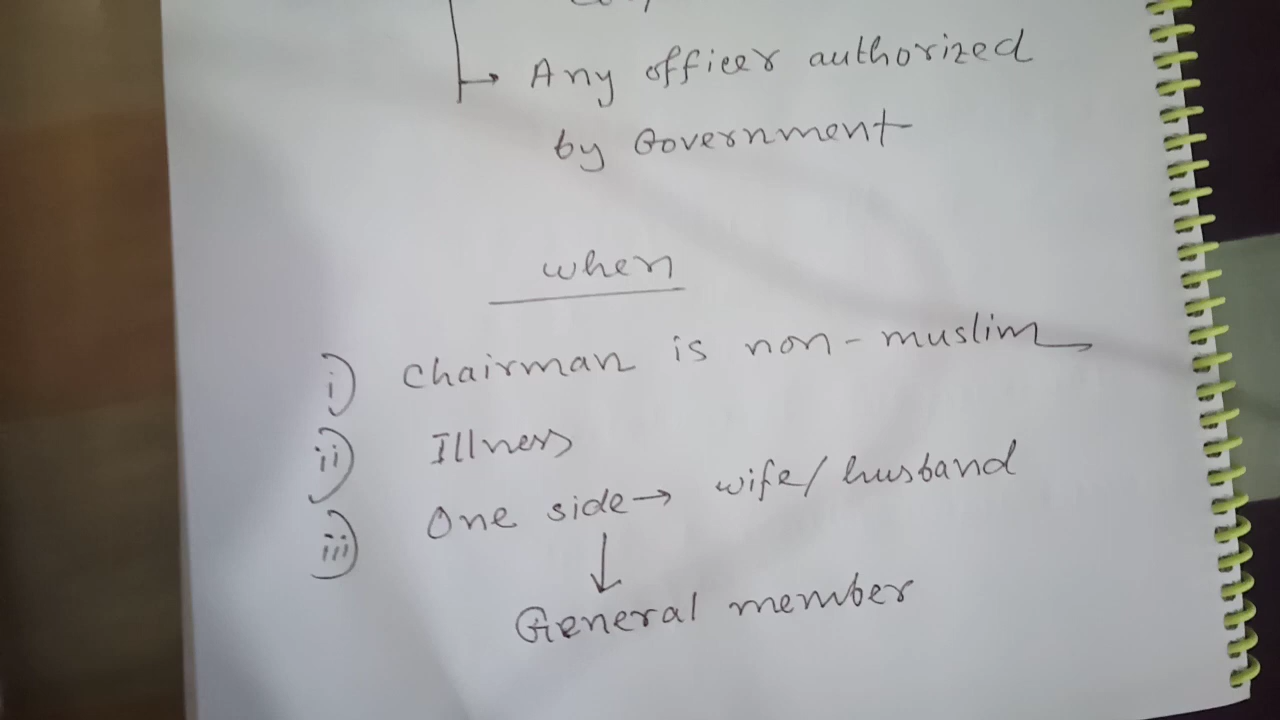 → Any officer authorized
by Government
when
i) Chairman is non-muslim
ii) Illness
iii) One side → wife/husband
↓
General member